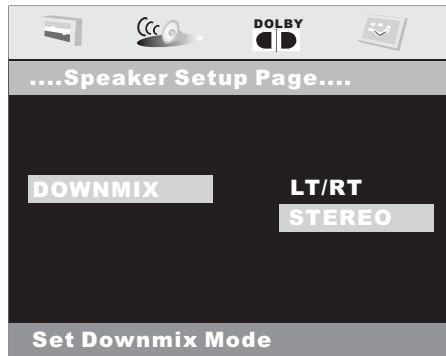 DOLBY
....Speaker Setup Page....
DOWNMIX
LT/RT
STEREO
Set Downmix Mode